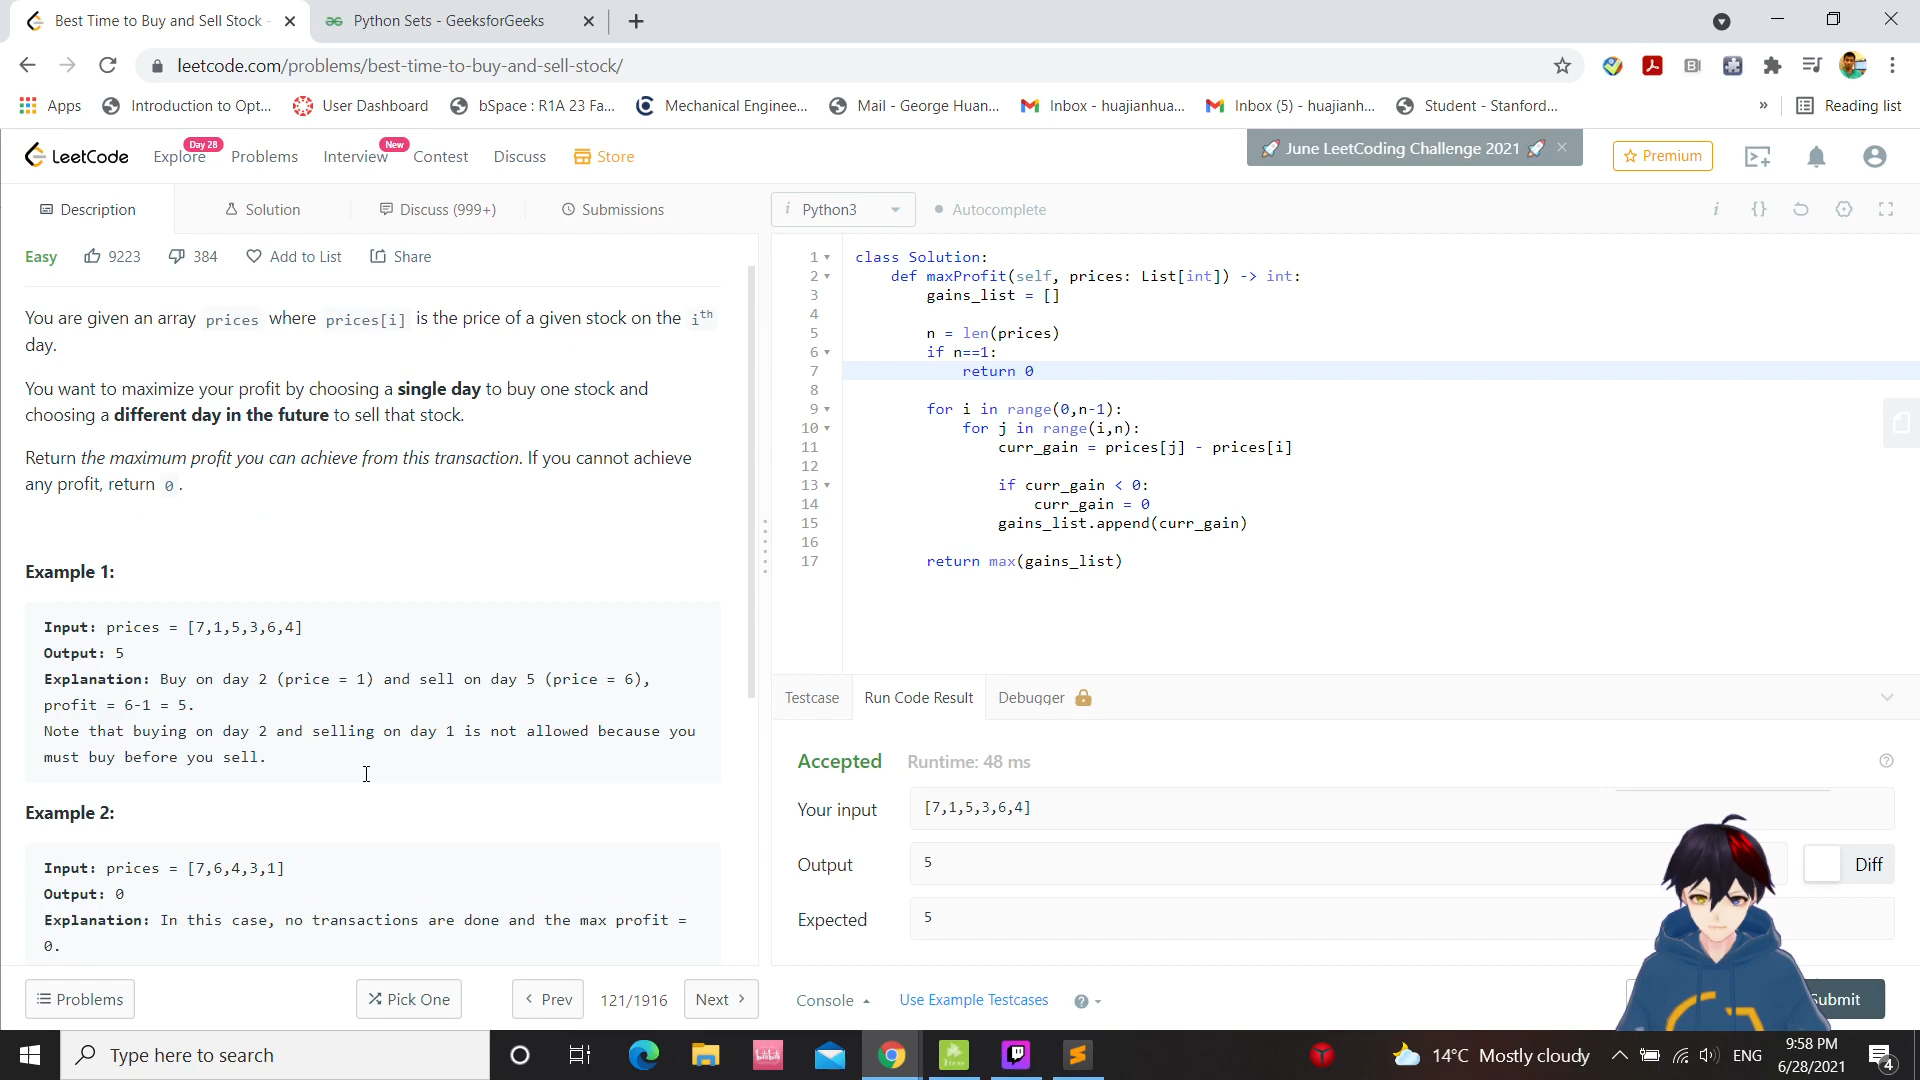 Best Time to Buy and Sell Stock -
Python Sets - GeeksforGeeks
leetcode.com/problems/best-time-to-buy-and-sell-stock/
Apps
Introduction to Opt...
User Dashboard
bSpace : R1A 23 Fa...
Mechanical Enginee...
Mail - George Huan...
Inbox - huajianhua...
Inbox (5) - huajianh...
Student - Stanford...
»
Reading list
LeetCode
Explore
Day 28
Problems
Interview
New
Contest
Discuss
Store
June LeetCoding Challenge 2021
Premium
Description
Solution
Discuss (999+)
Submissions
Easy
9223
384
Add to List
Share
You are given an array prices where prices[i] is the price of a given stock on the ith
day.
You want to maximize your profit by choosing a single day to buy one stock and
choosing a different day in the future to sell that stock.
Return the maximum profit you can achieve from this transaction. If you cannot achieve
any profit, return 0.
Example 1:
Input: prices = [7,1,5,3,6,4]
Output: 5
Explanation: Buy on day 2 (price = 1) and sell on day 5 (price = 6),
profit = 6-1 = 5.
Note that buying on day 2 and selling on day 1 is not allowed because you
must buy before you sell.
Example 2:
Input: prices = [7,6,4,3,1]
Output: 0
Explanation: In this case, no transactions are done and the max profit =
0.
Problems
Pick One
Prev
121/1916
Next
i Python3
Autocomplete
i
{}
1 class Solution:
2 def maxProfit(self, prices: List[int]) -> int:
3 gains_list = []
4
5 n = len(prices)
6 if n==1:
7 return 0
8
9 for i in range(0,n-1):
10 for j in range(i,n):
11 curr_gain = prices[j] - prices[i]
12
13 if curr_gain < 0:
14 curr_gain = 0
15 gains_list.append(curr_gain)
16
17 return max(gains_list)
Testcase
Run Code Result
Debugger
Accepted
Runtime: 48 ms
Your input
[7,1,5,3,6,4]
Output
5
Diff
Expected
5
Console
Use Example Testcases
Submit
Type here to search
14°C Mostly cloudy
ENG
9:58 PM
6/28/2021
4